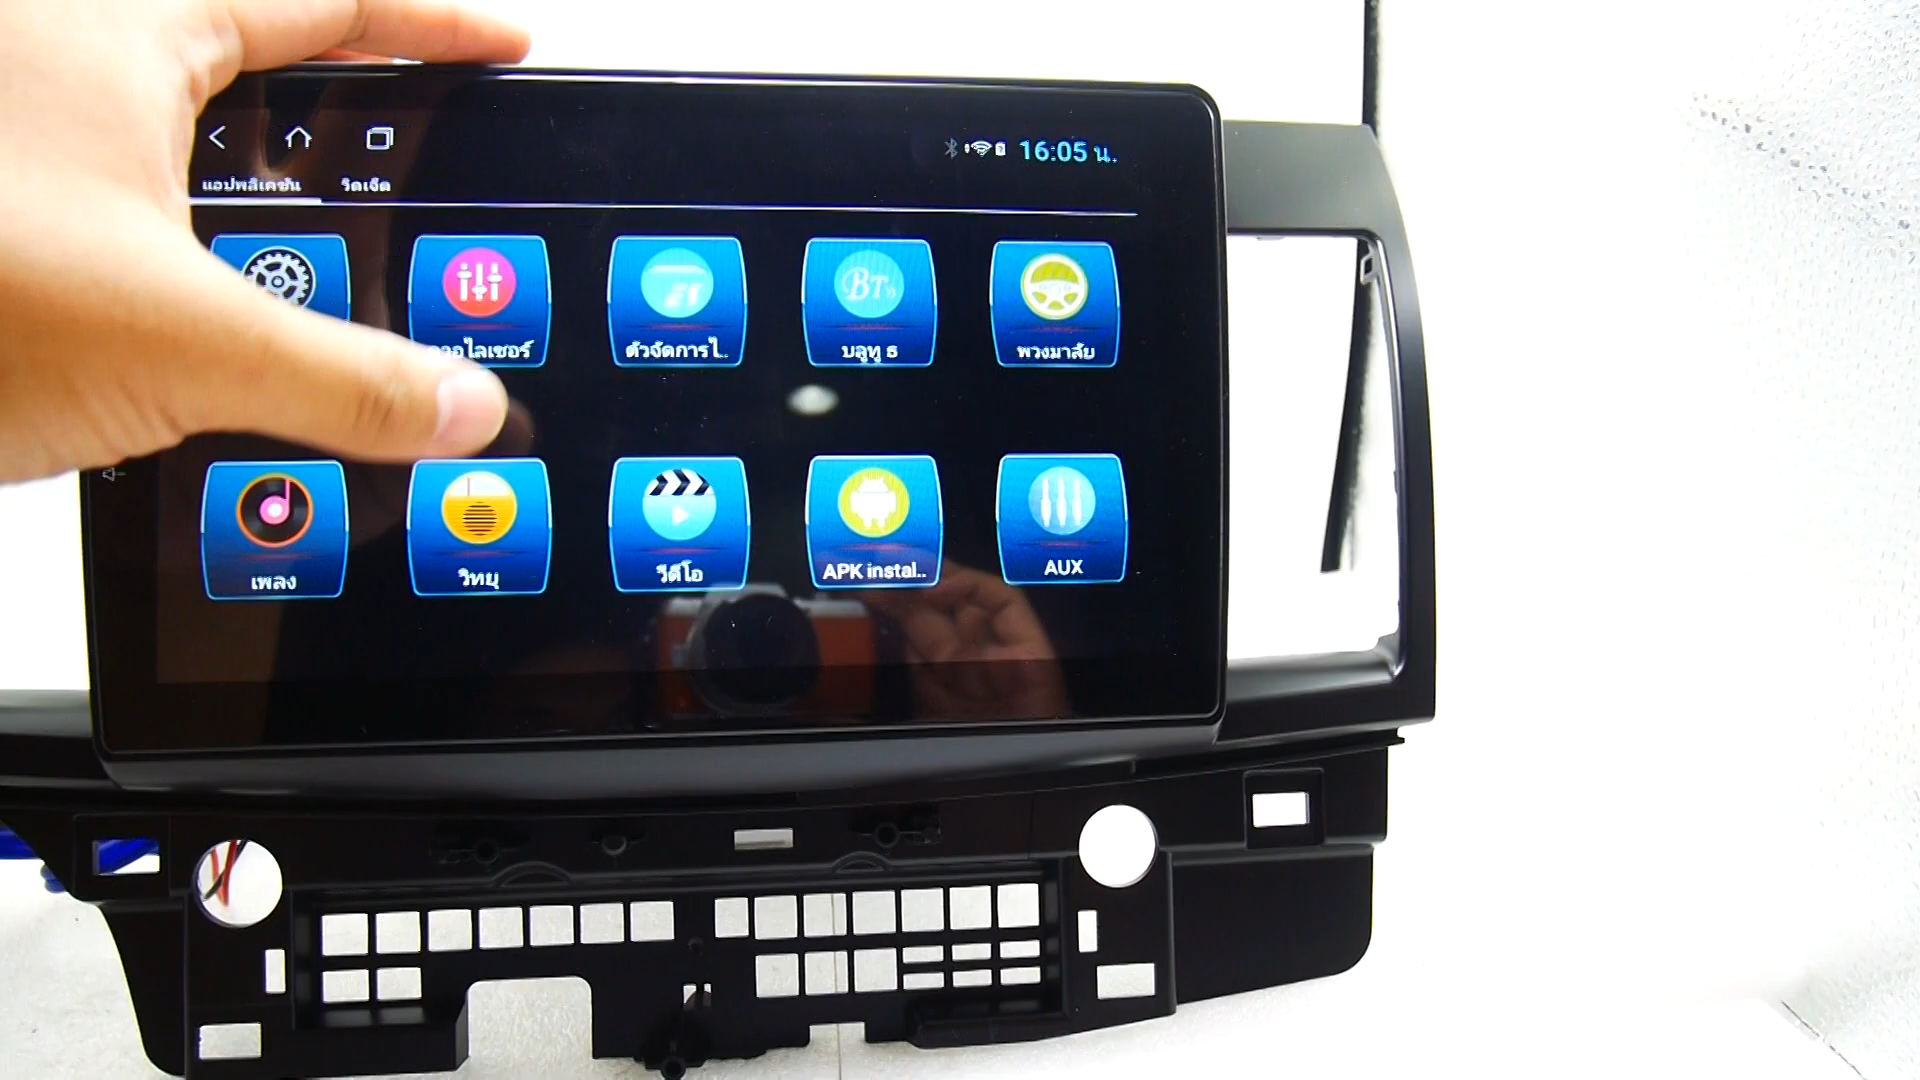 16:05 น.
แอปพลิเคชัน
วิดเจ็ต
ตัวจัดการไ..
BT
บลูทูธ
พวงมาลัย
เพลง
วิทยุ
วิดีโอ
APK instal..
AUX